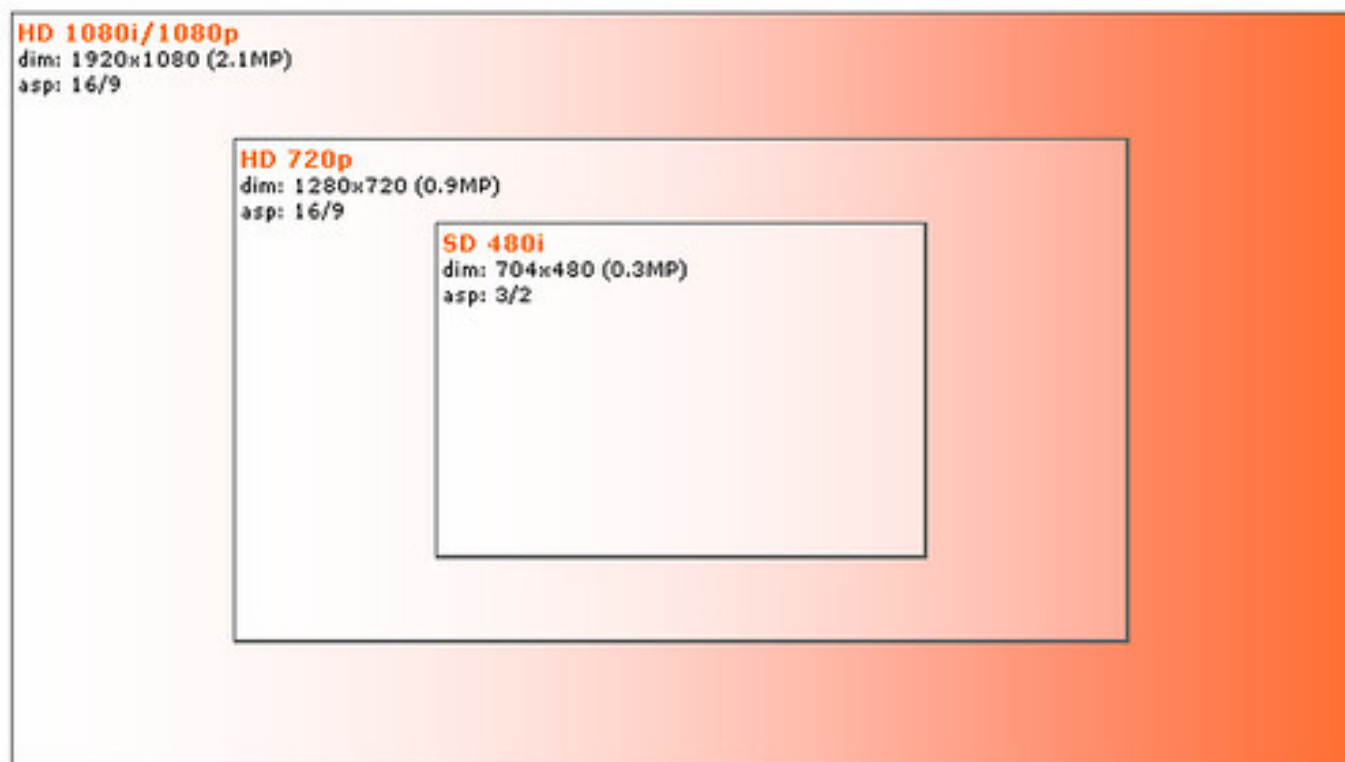 HD 1080i/1080p
dim: 1920x1080 (2.1MP)
asp: 16/9
HD 720p
dim: 1280x720 (0.9MP)
asp: 16/9
SD 480i
dim: 704x480 (0.3MP)
asp: 3/2